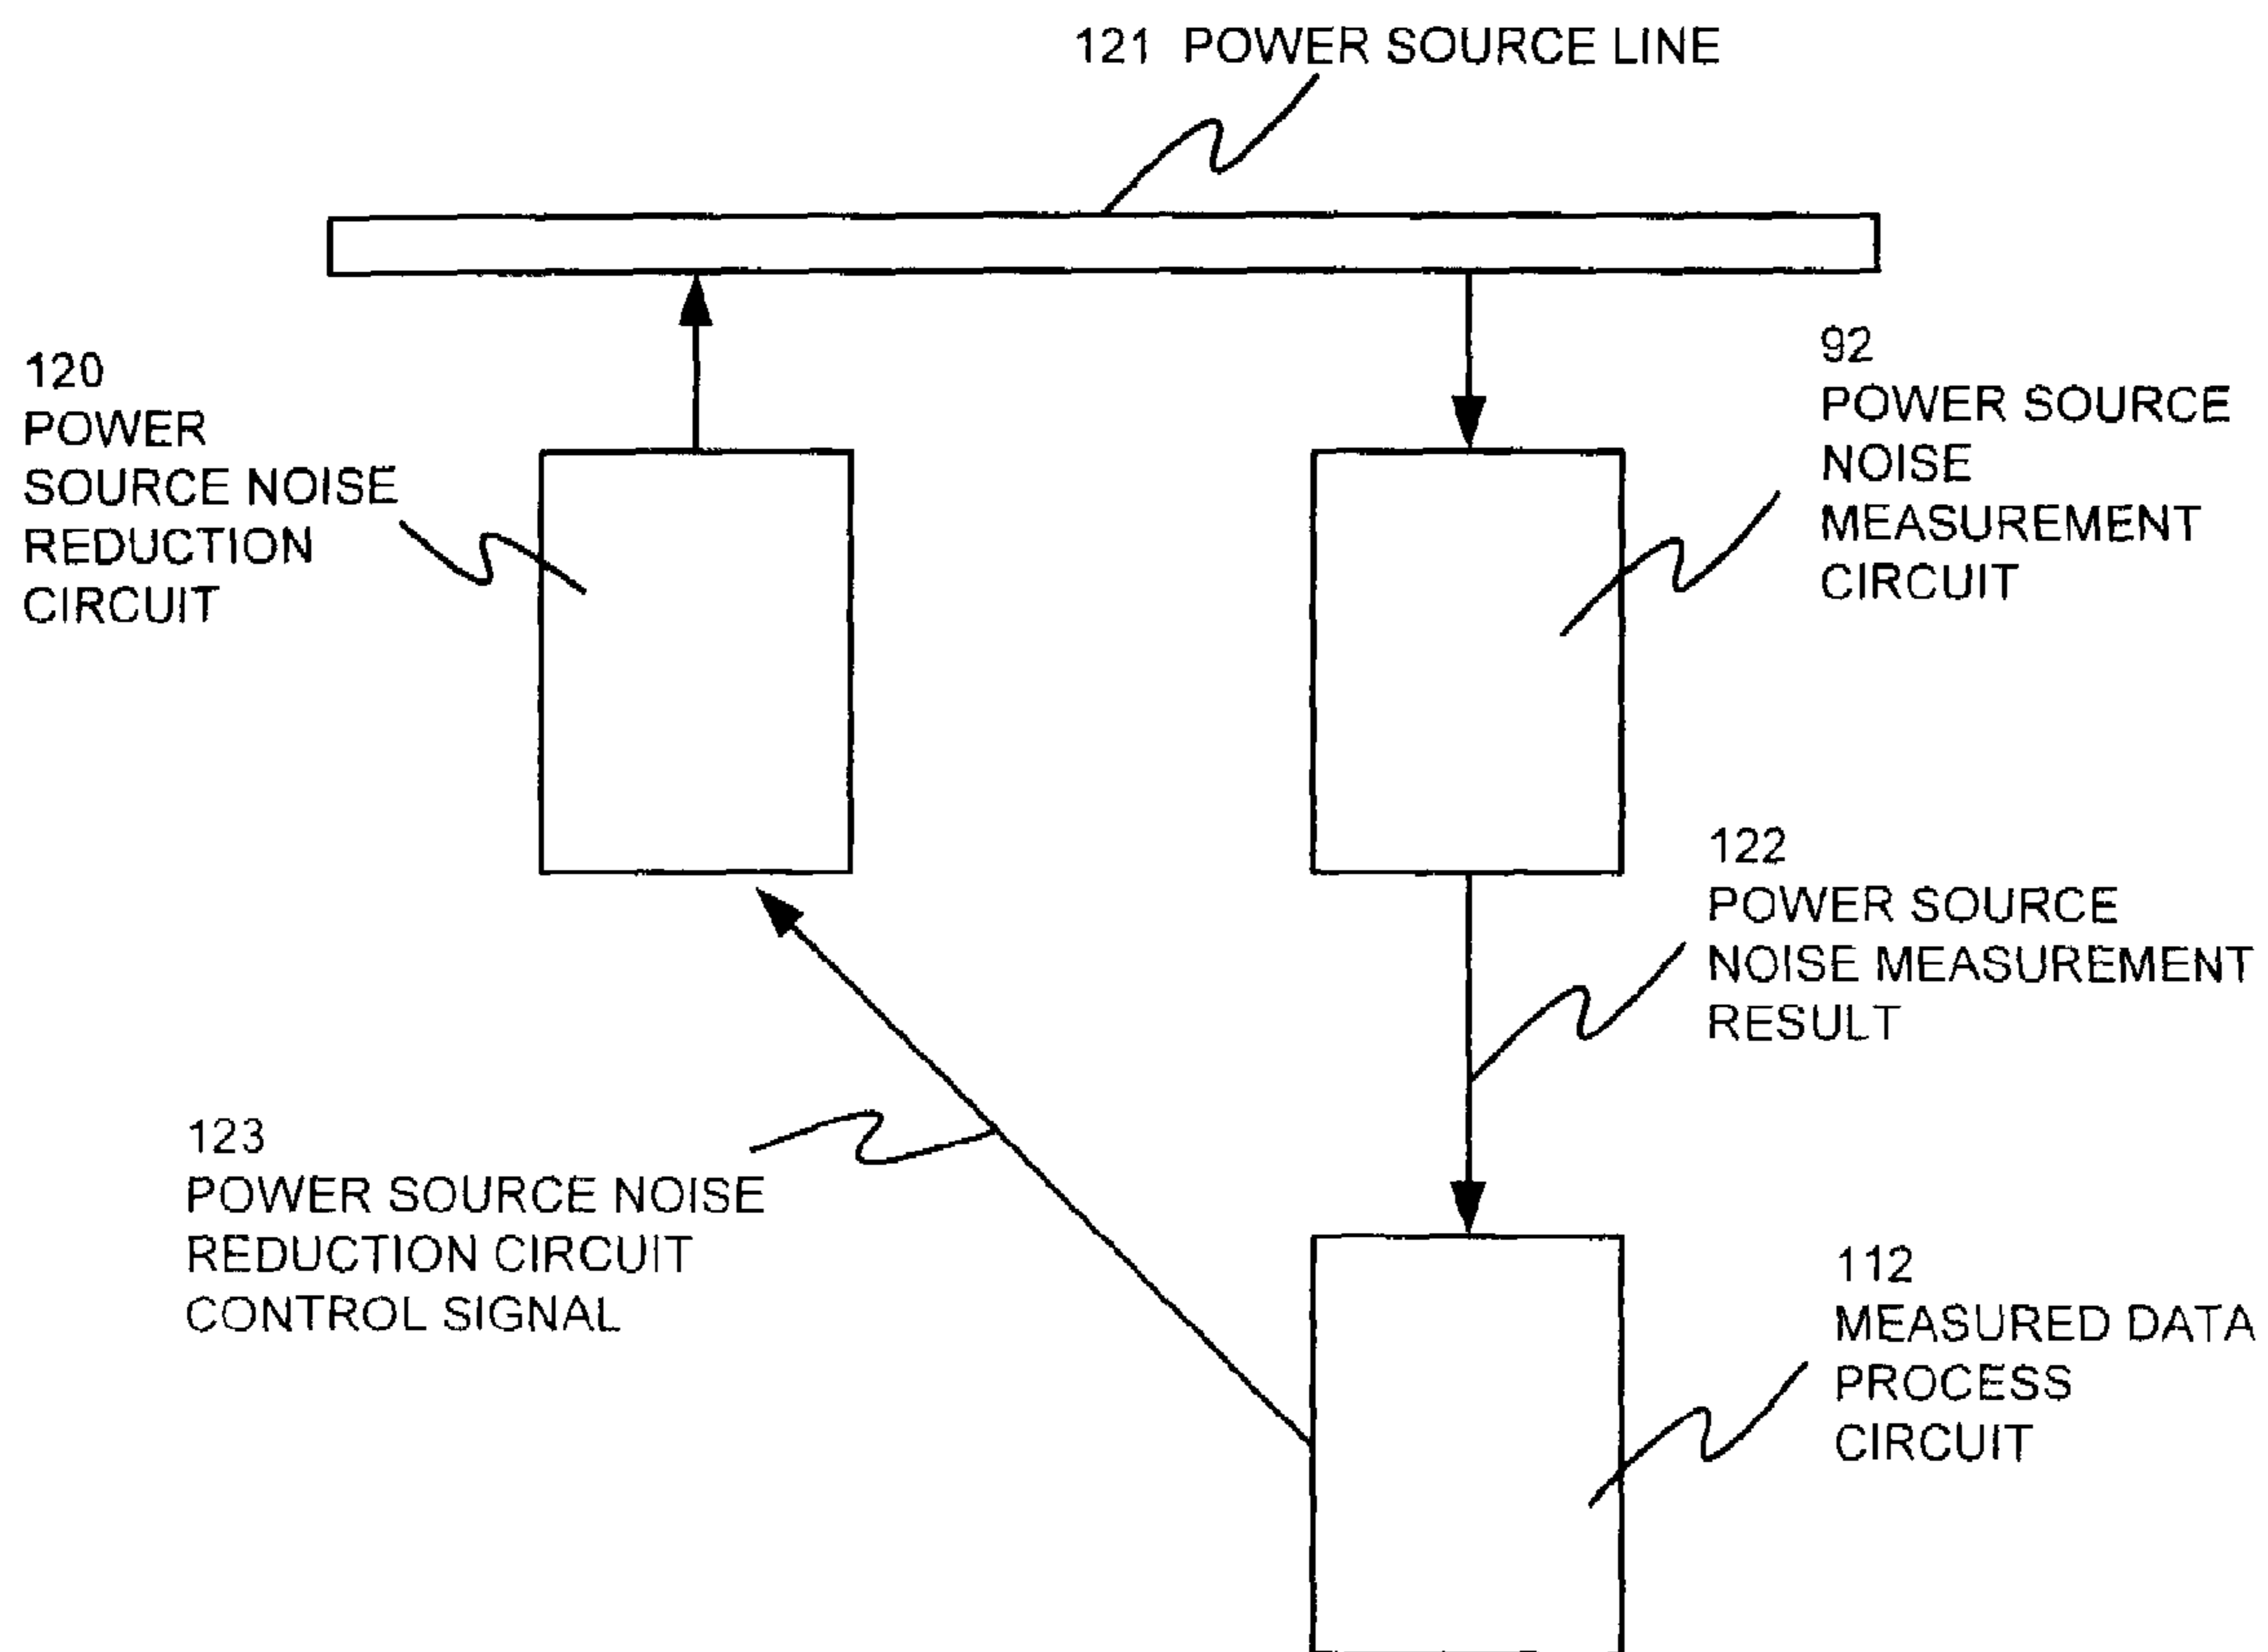 121 POWER SOURCE LINE
120
POWER
SOURCE NOISE
REDUCTION
CIRCUIT
92
POWER SOURCE
NOISE
MEASUREMENT
CIRCUIT
122
POWER SOURCE
NOISE MEASUREMENT
RESULT
123
POWER SOURCE NOISE
REDUCTION CIRCUIT
CONTROL SIGNAL
112
MEASURED DATA
PROCESS
CIRCUIT